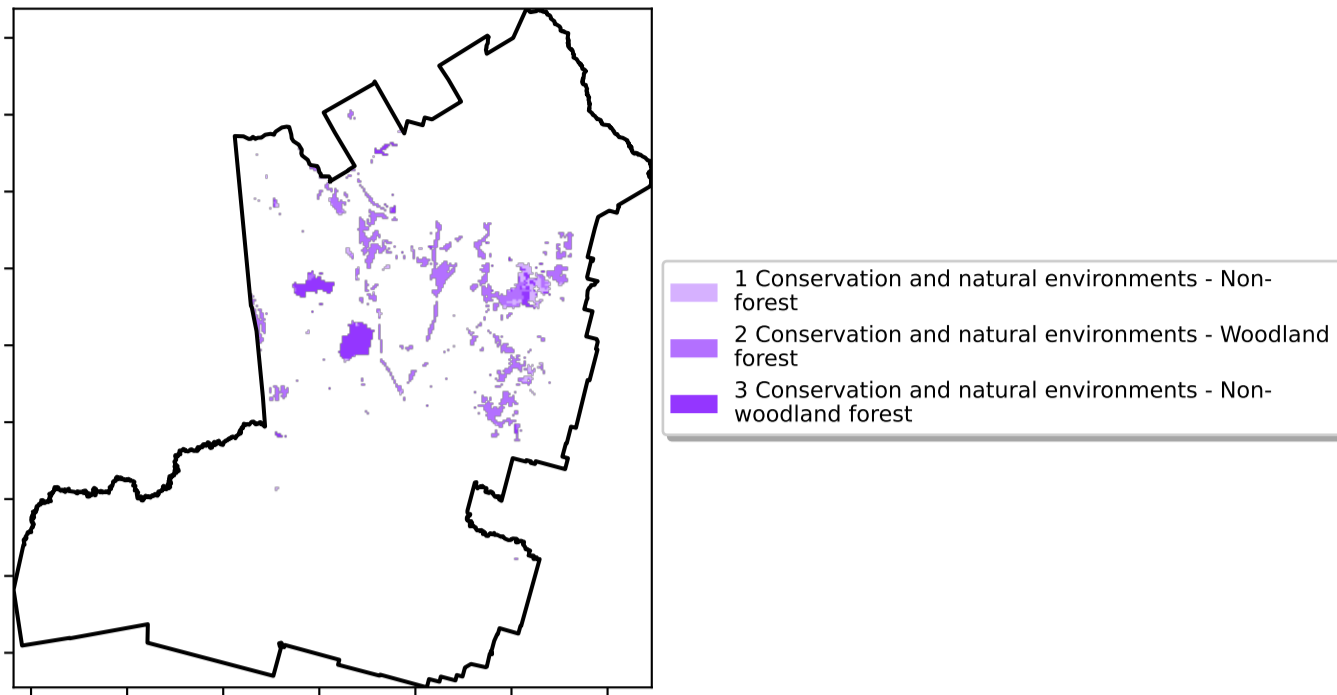 1 Conservation and natural environments - Non-
forest
2 Conservation and natural environments - Woodland
forest
3 Conservation and natural environments - Non-
woodland forest